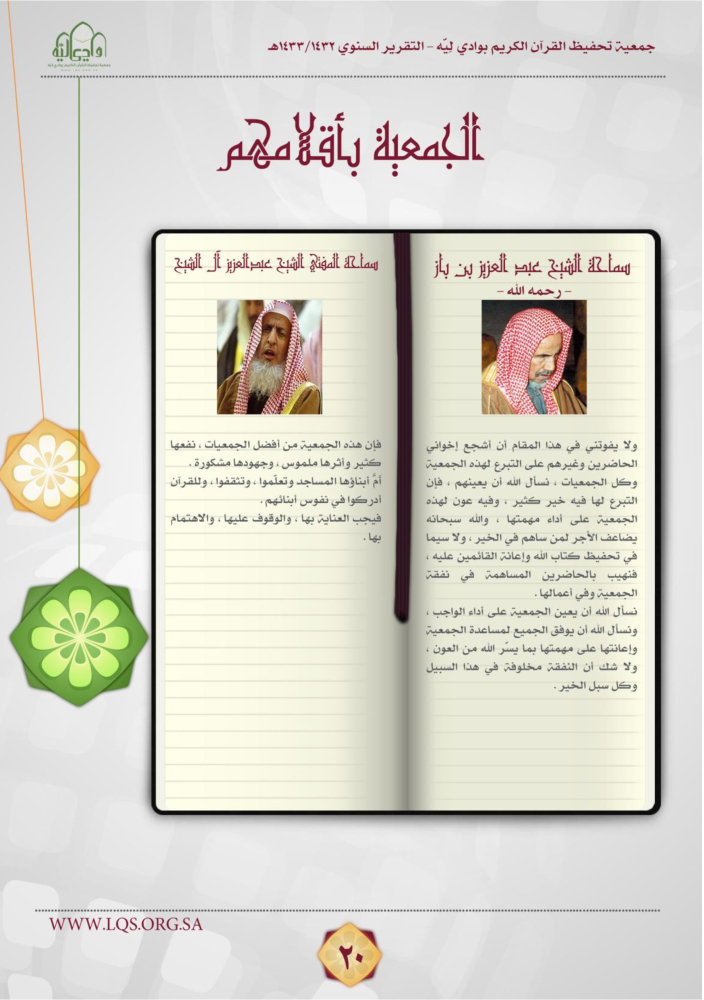 جمعية تحفيظ القرآن الكريم بوادي ليّه - التقرير السنوي ١٤٣٣/١٤٣٢هـ
وادي ليه
الجمعية بأقلامهم
سماحة الشيخ عبد العزيز بن باز
- رحمه الله -
ولا يفوتني في هذا المقام أن أشجع إخواني
الحاضرين وغيرهم على التبرع لهذه الجمعية
وكل الجمعيات ، نسأل الله أن يعينهم ، فإن
التبرع لها فيه خير كثير ، وفيه عون لهذه
الجمعية على أداء مهمتها ، والله سبحانه
يضاعف الأجر لمن ساهم في الخير ، ولا سيما
في تحفيظ كتاب الله وإعانة القائمين عليه ،
فنهيب بالحاضرين المساهمة في نفقة
الجمعية وفي أعمالها .
نسأل الله أن يعين الجمعية على أداء الواجب ،
ونسأل الله أن يوفق الجميع لمساعدة الجمعية
وإعانتها على مهمتها بما يسّر الله من العون ،
ولا شك أن النفقة مخلوفة في هذا السبيل
وكل سبل الخير .
سماحة المفتي الشيخ عبدالعزيز آل الشيخ
فإن هذه الجمعية من أفضل الجمعيات ، نفعها
كثير وأثرها ملموس ، وجهودها مشكورة .
أمَّ أبناؤها المساجد وتعلّموا ، وتثقفوا ، وللقرآن
أدركوا في نفوس أبنائهم .
فيجب العناية بها ، والوقوف عليها ، والاهتمام
بها .
WWW.LQS.ORG.SA
٢٠